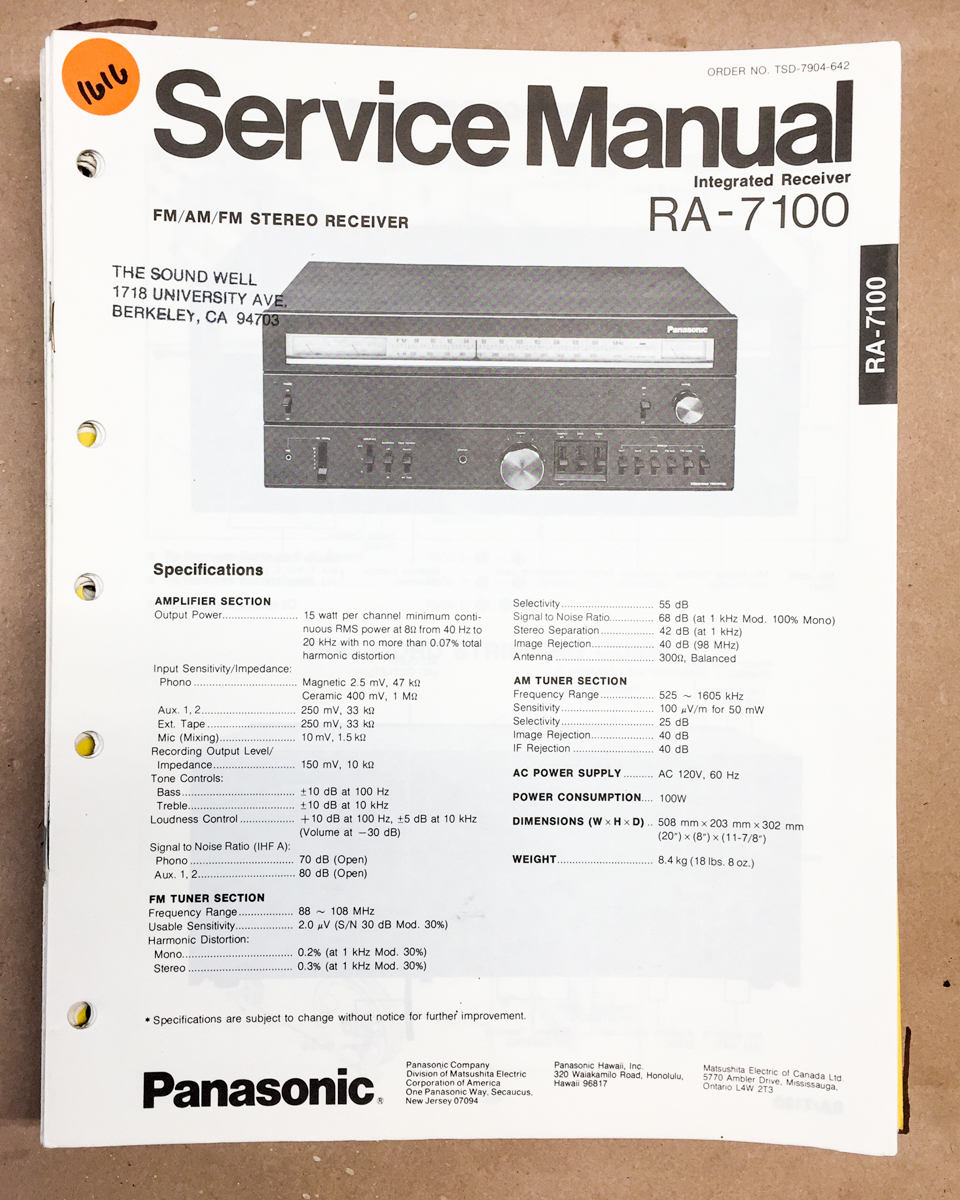 1616
ORDER NO. TSD-7904-642
Service Manual
Integrated Receiver
RA-7100
FM/AM/FM STEREO RECEIVER
RA-7100
THE SOUND WELL
1718 UNIVERSITY AVE.
BERKELEY, CA 94703
Panasonic
Specifications
AMPLIFIER SECTION
Output Power........................ 15 watt per channel minimum conti-
nuous RMS power at 8Ω from 40 Hz to
20 kHz with no more than 0.07% total
harmonic distortion
Input Sensitivity/Impedance:
Phono ................................. Magnetic 2.5 mV, 47 kΩ
Ceramic 400 mV, 1 MΩ
Aux. 1, 2.............................. 250 mV, 33 kΩ
Ext. Tape ............................ 250 mV, 33 kΩ
Mic (Mixing)........................ 10 mV, 1.5 kΩ
Recording Output Level/
Impedance.......................... 150 mV, 10 kΩ
Tone Controls:
Bass.................................... ±10 dB at 100 Hz
Treble.................................. ±10 dB at 10 kHz
Loudness Control ................. +10 dB at 100 Hz, ±5 dB at 10 kHz
(Volume at −30 dB)
Signal to Noise Ratio (IHF A):
Phono ................................. 70 dB (Open)
Aux. 1, 2.............................. 80 dB (Open)
FM TUNER SECTION
Frequency Range.................. 88 ~ 108 MHz
Usable Sensitivity.................. 2.0 µV (S/N 30 dB Mod. 30%)
Harmonic Distortion:
Mono................................... 0.2% (at 1 kHz Mod. 30%)
Stereo ................................. 0.3% (at 1 kHz Mod. 30%)
Selectivity............................. 55 dB
Signal to Noise Ratio.............. 68 dB (at 1 kHz Mod. 100% Mono)
Stereo Separation................. 42 dB (at 1 kHz)
Image Rejection.................... 40 dB (98 MHz)
Antenna ............................... 300Ω, Balanced
AM TUNER SECTION
Frequency Range................. 525 ~ 1605 kHz
Sensitivity............................. 100 µV/m for 50 mW
Selectivity............................. 25 dB
Image Rejection.................... 40 dB
IF Rejection ......................... 40 dB
AC POWER SUPPLY ......... AC 120V, 60 Hz
POWER CONSUMPTION.... 100W
DIMENSIONS (W × H × D) .. 508 mm × 203 mm × 302 mm
(20") × (8") × (11-7/8")
WEIGHT.............................. 8.4 kg (18 lbs. 8 oz.)
* Specifications are subject to change without notice for further improvement.
Panasonic®
Panasonic Company
Division of Matsushita Electric
Corporation of America
One Panasonic Way, Secaucus,
New Jersey 07094
Panasonic Hawaii, Inc.
320 Waiakamilo Road, Honolulu,
Hawaii 96817
Matsushita Electric of Canada Ltd.
5770 Ambler Drive, Mississauga,
Ontario L4W 2T3